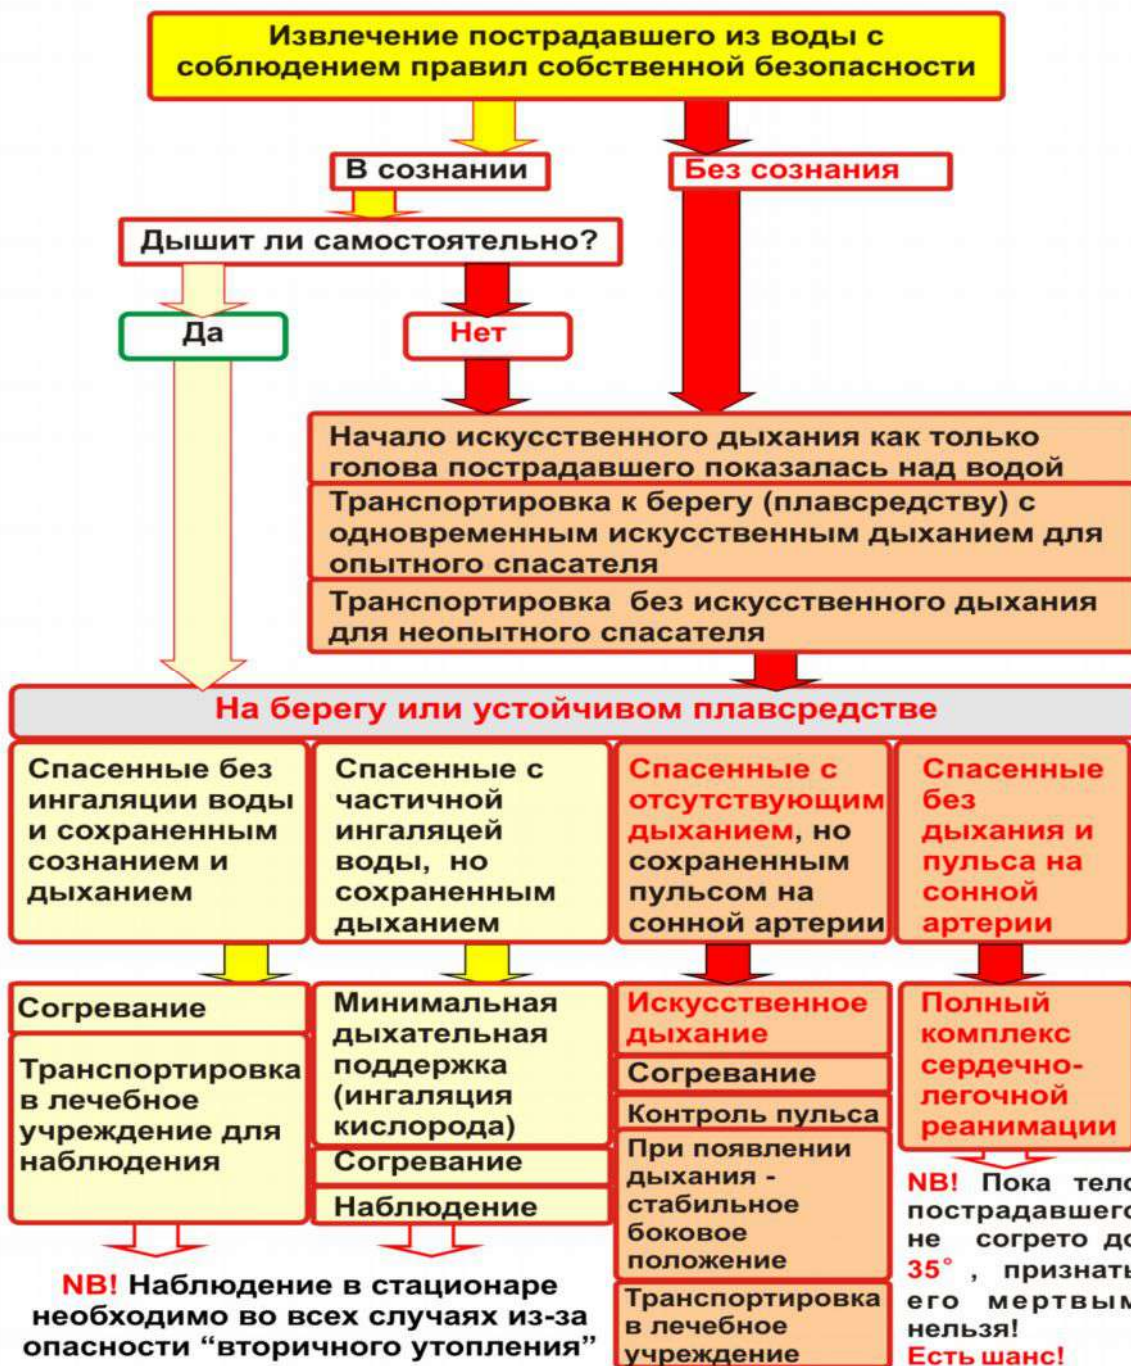 Извлечение пострадавшего из воды с
соблюдением правил собственной безопасности
В сознании
Без сознания
Дышит ли самостоятельно?
Да
Нет
Начало искусственного дыхания как только
голова пострадавшего показалась над водой
Транспортировка к берегу (плавсредству) с
одновременным искусственным дыханием для
опытного спасателя
Транспортировка без искусственного дыхания
для неопытного спасателя
На берегу или устойчивом плавсредстве
Спасенные без
ингаляции воды
и сохраненным
сознанием и
дыханием
Спасенные с
частичной
ингаляцей
воды, но
сохраненным
дыханием
Спасенные с
отсутствующим
дыханием, но
сохраненным
пульсом на
сонной артерии
Спасенные
без
дыхания и
пульса на
сонной
артерии
Согревание
Транспортировка
в лечебное
учреждение для
наблюдения
Минимальная
дыхательная
поддержка
(ингаляция
кислорода)
Согревание
Наблюдение
NB! Наблюдение в стационаре
необходимо во всех случаях из-за
опасности “вторичного утопления”
Искусственное
дыхание
Согревание
Контроль пульса
При появлении
дыхания -
стабильное
боковое
положение
Транспортировка
в лечебное
учреждение
Полный
комплекс
сердечно-
легочной
реанимации
NB! Пока тело
пострадавшего
не согрето до
35° , признать
его мертвым
нельзя!
Есть шанс!